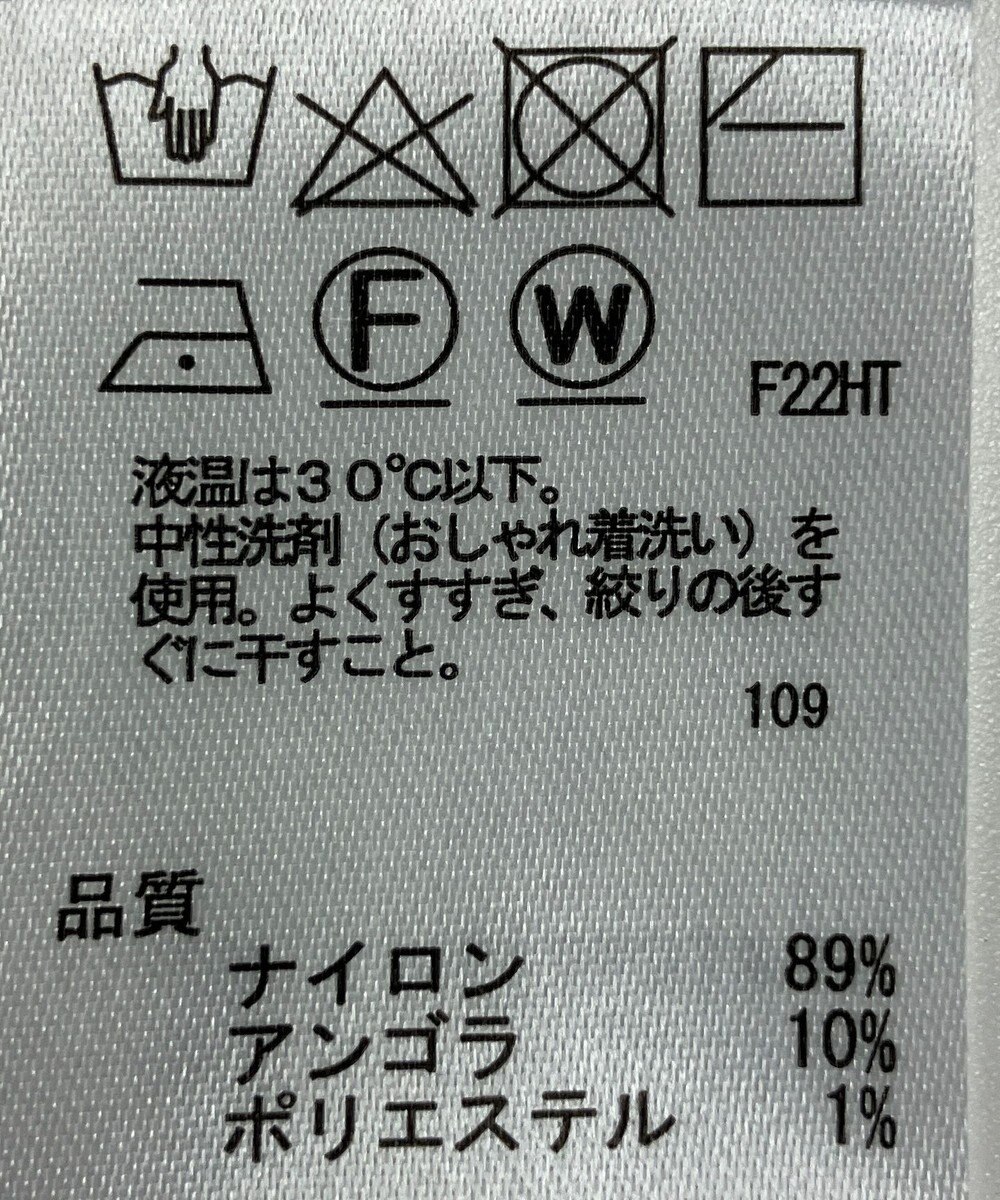 F W
F22HT
液温は30℃以下。
中性洗剤(おしゃれ着洗い)を
使用。よくすすぎ、絞りの後す
ぐに干すこと。
109
品質
ナイロン 89%
アンゴラ 10%
ポリエステル 1%